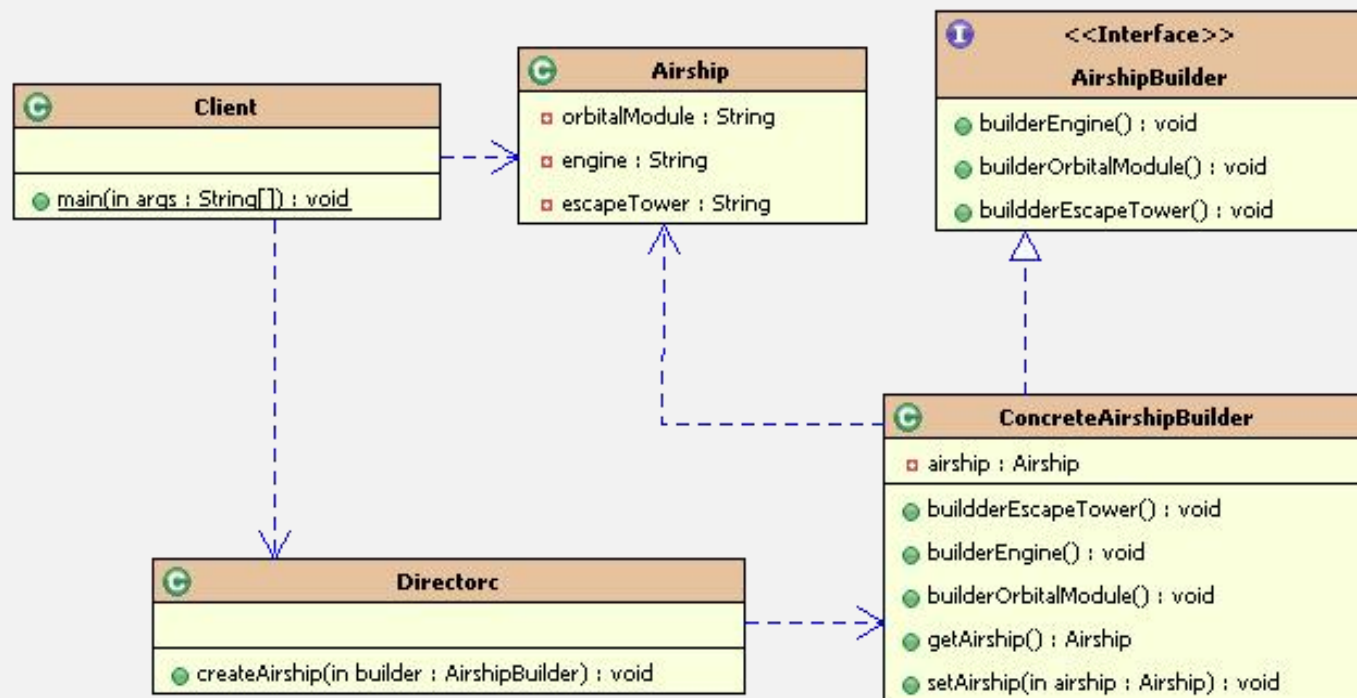 Client
main(in args : String[]) : void
Airship
orbitalModule : String
engine : String
escapeTower : String
I
<<Interface>>
AirshipBuilder
builderEngine() : void
builderOrbitalModule() : void
buildderEscapeTower() : void
C
C
C
Directorc
createAirship(in builder : AirshipBuilder) : void
C
ConcreteAirshipBuilder
airship : Airship
buildderEscapeTower() : void
builderEngine() : void
builderOrbitalModule() : void
getAirship() : Airship
setAirship(in airship : Airship) : void